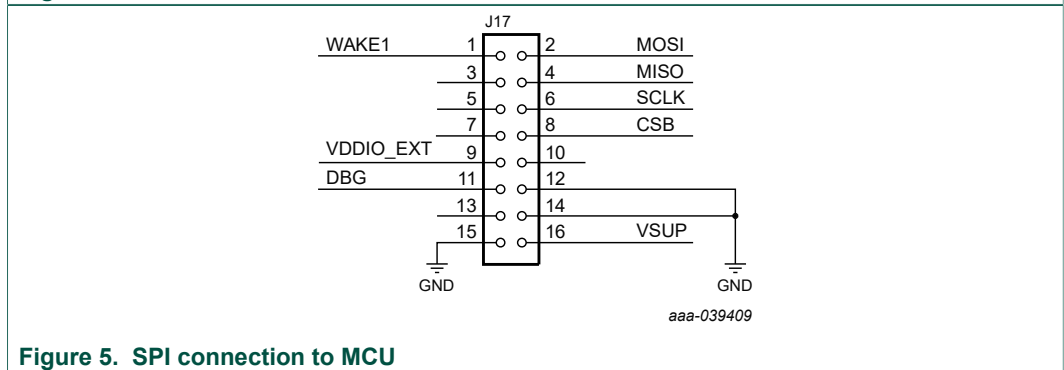 J17
WAKE1 1 2 MOSI
3 4 MISO
5 6 SCLK
7 8 CSB
VDDIO_EXT 9 10
DBG 11 12
13 14
15 16 VSUP
GND GND
aaa-039409
Figure 5. SPI connection to MCU